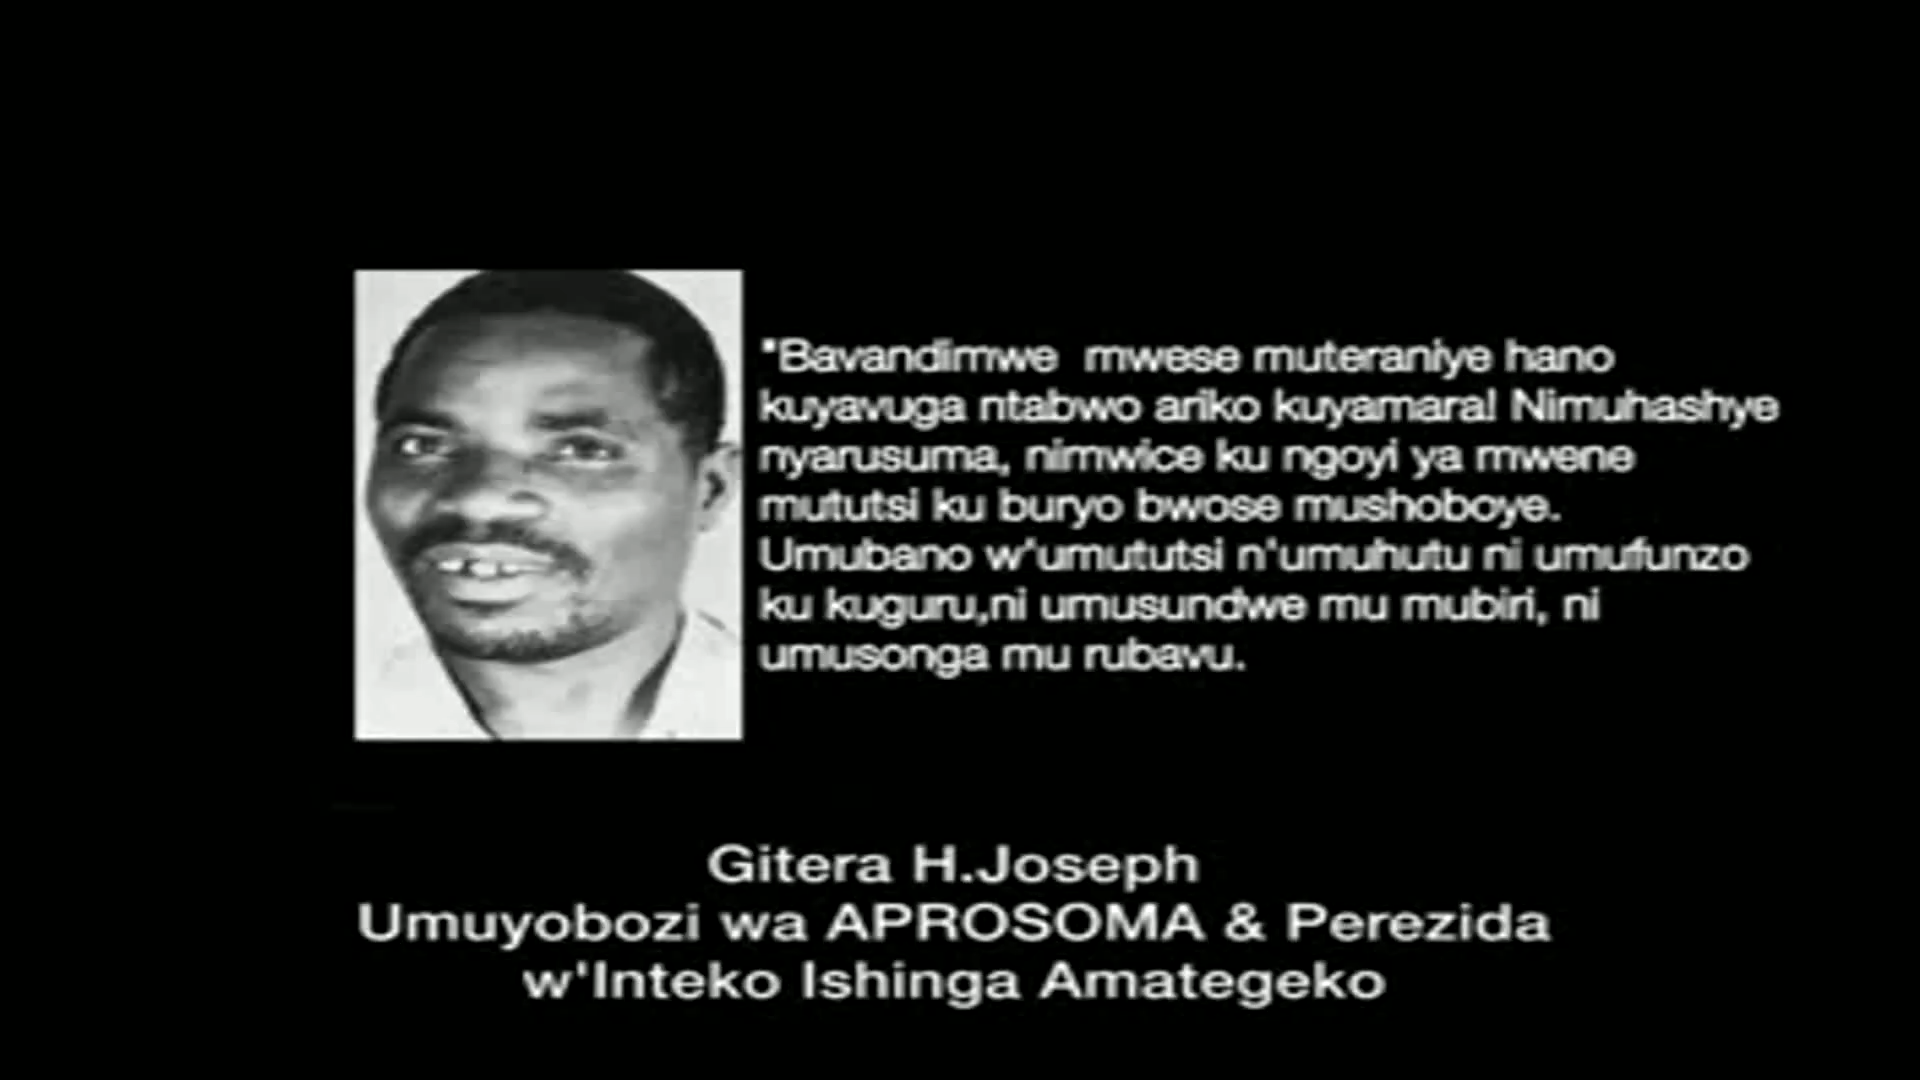 "Bavandimwe mwese muteraniye hano
kuyavuga ntabwo ariko kuyamara! Nimuhashye
nyarusuma, nimwice ku ngoyi ya mwene
mututsi ku buryo bwose mushoboye.
Umubano w'umututsi n'umuhutu ni umufunzo
ku kuguru,ni umusundwe mu mubiri, ni
umusonga mu rubavu.
Gitera H.Joseph
Umuyobozi wa APROSOMA & Perezida
w'Inteko Ishinga Amategeko